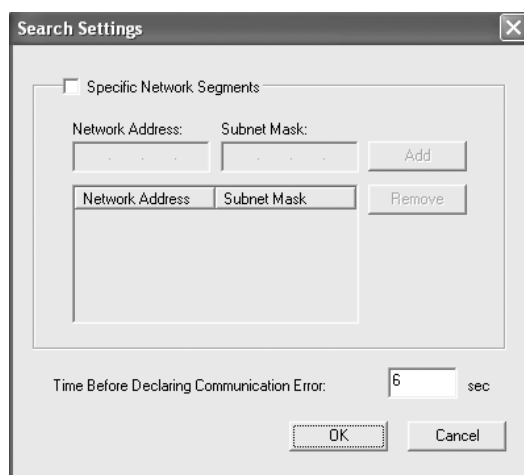 Search Settings
Specific Network Segments
Network Address: Subnet Mask:
Add
Network Address Subnet Mask
Remove
Time Before Declaring Communication Error: 6 sec
OK Cancel